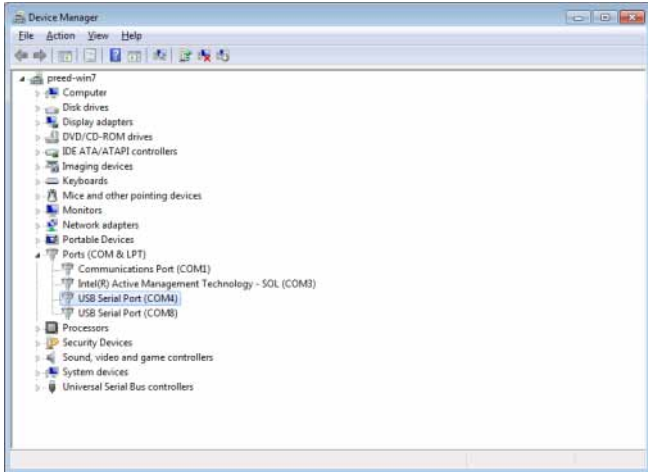 Device Manager
File Action View Help
preed-win7
Computer
Disk drives
Display adapters
DVD/CD-ROM drives
IDE ATA/ATAPI controllers
Imaging devices
Keyboards
Mice and other pointing devices
Monitors
Network adapters
Portable Devices
Ports (COM & LPT)
Communications Port (COM1)
Intel(R) Active Management Technology - SOL (COM3)
USB Serial Port (COM4)
USB Serial Port (COM8)
Processors
Security Devices
Sound, video and game controllers
System devices
Universal Serial Bus controllers